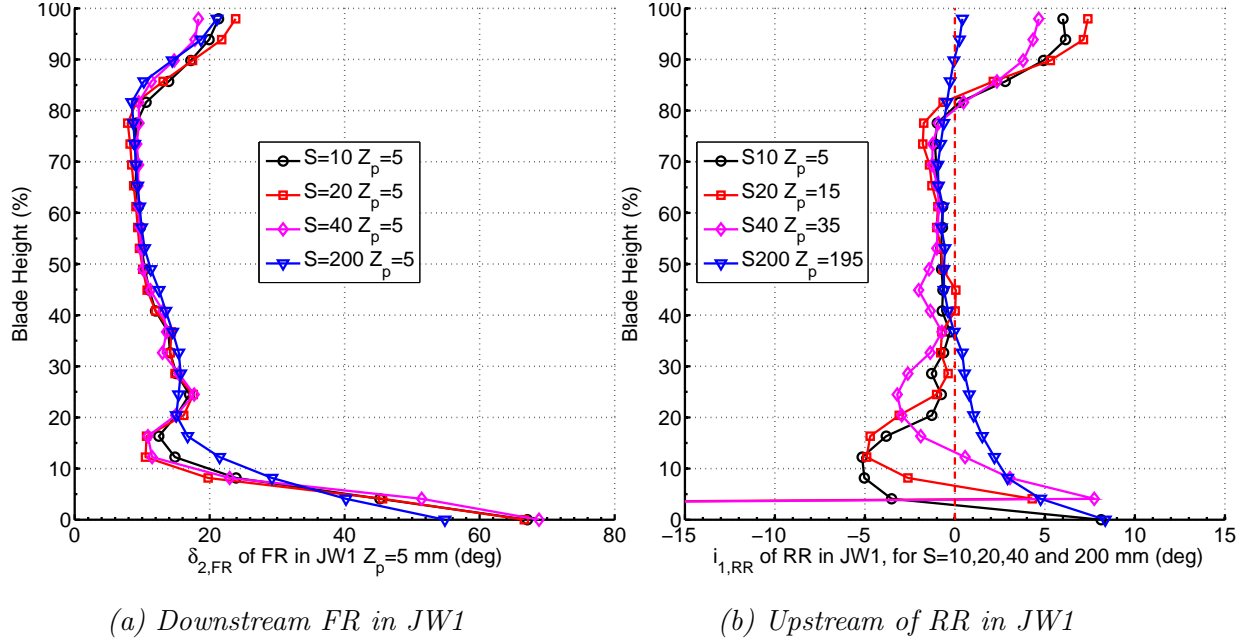 100
90
80
70
60
50
40
30
20
10
0
Blade Height (%)
S=10 Z_p=5
S=20 Z_p=5
S=40 Z_p=5
S=200 Z_p=5
0 20 40 60 80
δ_2,FR of FR in JW1 Z_p=5 mm (deg)
(a) Downstream FR in JW1
100
90
80
70
60
50
40
30
20
10
0
Blade Height (%)
S10 Z_p=5
S20 Z_p=15
S40 Z_p=35
S200 Z_p=195
−15 −10 −5 0 5 10 15
i_1,RR of RR in JW1, for S=10,20,40 and 200 mm (deg)
(b) Upstream of RR in JW1